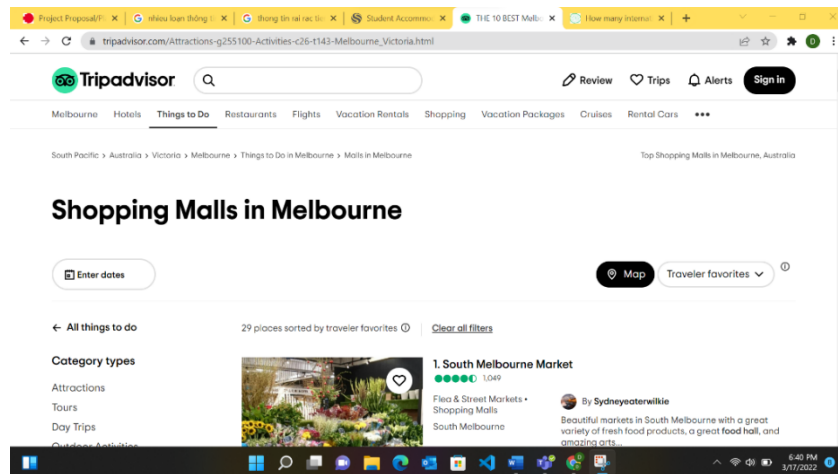 Project Proposal/Pl
nhiễu loạn thông ti
thong tin rai rac tie
Student Accommo
THE 10 BEST Melb
How many internat
tripadvisor.com/Attractions-g255100-Activities-c26-t143-Melbourne_Victoria.html
Tripadvisor
Review Trips Alerts Sign in
Melbourne Hotels Things to Do Restaurants Flights Vacation Rentals Shopping Vacation Packages Cruises Rental Cars •••
South Pacific > Australia > Victoria > Melbourne > Things to Do in Melbourne > Malls in Melbourne
Top Shopping Malls in Melbourne, Australia
Shopping Malls in Melbourne
Enter dates
Map Traveler favorites
← All things to do
29 places sorted by traveler favorites
Clear all filters
Category types
Attractions
Tours
Day Trips
Outdoor Activities
1. South Melbourne Market
1,049
Flea & Street Markets •
Shopping Malls
South Melbourne
By Sydneyeaterwilkie
Beautiful markets in South Melbourne with a great
variety of fresh food products, a great food hall, and
amazing arts...
6:40 PM
3/17/2022